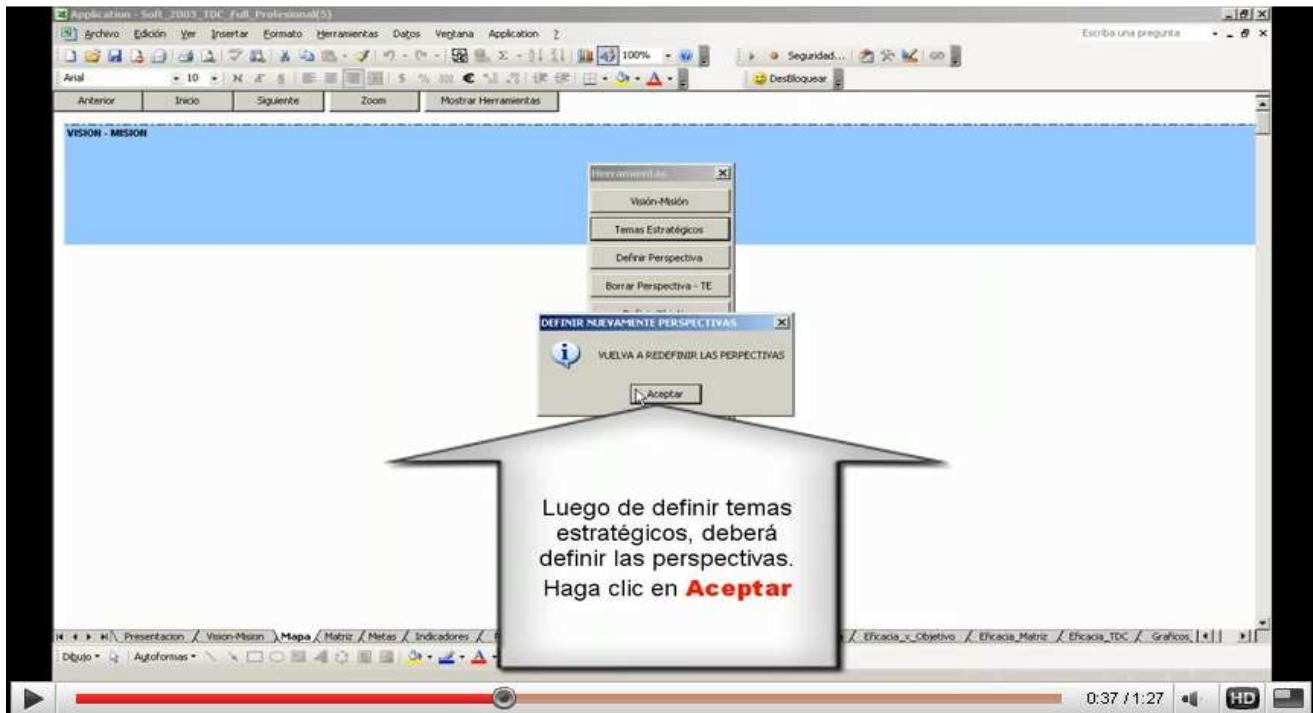 Application - Soft_2003_TDC_Full_Profesional(5)
Archivo Edición Ver Insertar Formato Herramientas Datos Ventana Application ?
Escriba una pregunta
100%
Seguridad...
Arial 10 N K S $ % 000 €
DesBloquear
Anterior Inicio Siguiente Zoom Mostrar Herramientas
VISION - MISION
Herramientas
Visión-Misión
Temas Estratégicos
Definir Perspectiva
Borrar Perspectiva - TE
DEFINIR NUEVAMENTE PERSPECTIVAS
VUELVA A REDEFINIR LAS PERPECTIVAS
Aceptar
Luego de definir temas
estratégicos, deberá
definir las perspectivas.
Haga clic en Aceptar
Presentacion Vision-Mision Mapa Matriz Metas Indicadores Eficacia_x_Objetivo Eficacia_Matriz Eficacia_TDC Graficos
Dibujo Autoformas
0:37 / 1:27
HD